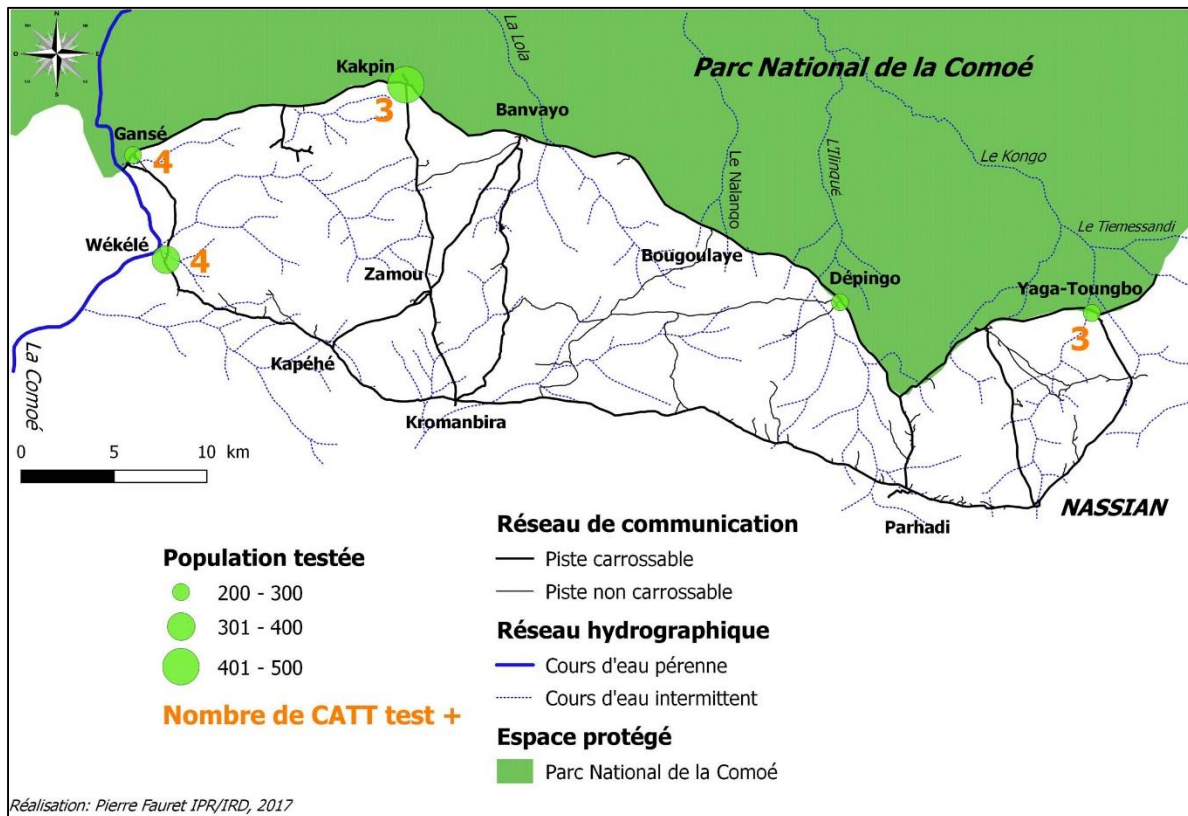 N
S
La Lola
Parc National de la Comoé
Kakpin
3
Banvayo
Gansé
4
Le Nalanqo
L'Ilinqué
Le Kongo
Le Tiemessandi
Wékélé
4
Zamou
Bougoulaye
Dépingo
Yaga-Toungbo
3
La Comoé
Kapéhé
Kromanbira
0 5 10 km
Parhadi
NASSIAN
Population testée
200 - 300
301 - 400
401 - 500
Nombre de CATT test +
Réseau de communication
Piste carrossable
Piste non carrossable
Réseau hydrographique
Cours d'eau pérenne
Cours d'eau intermittent
Espace protégé
Parc National de la Comoé
Réalisation: Pierre Fauret IPR/IRD, 2017